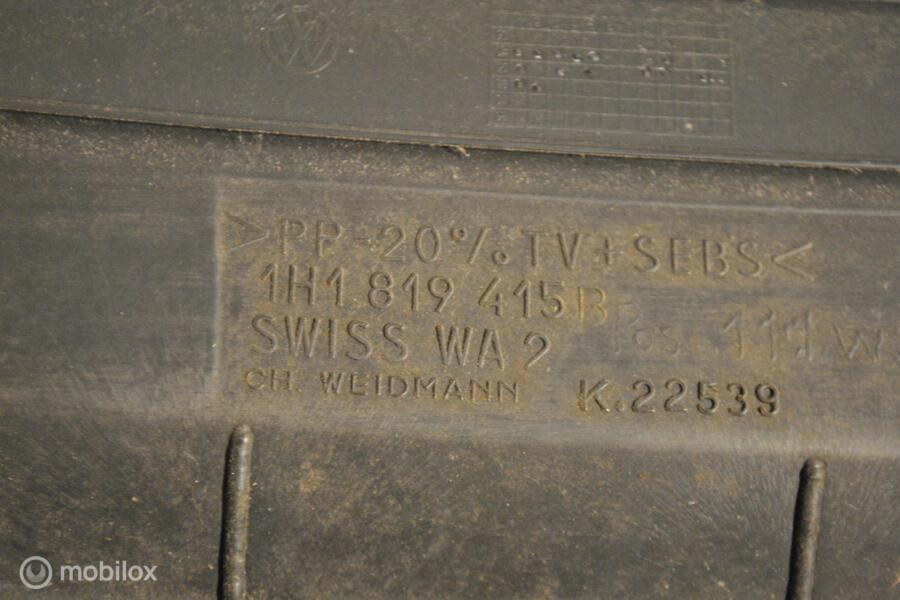 >PP-20% TV+SEBS<
1H1 819 415B
SWISS WA 2
CH. WEIDMANN K.22539
mobilox